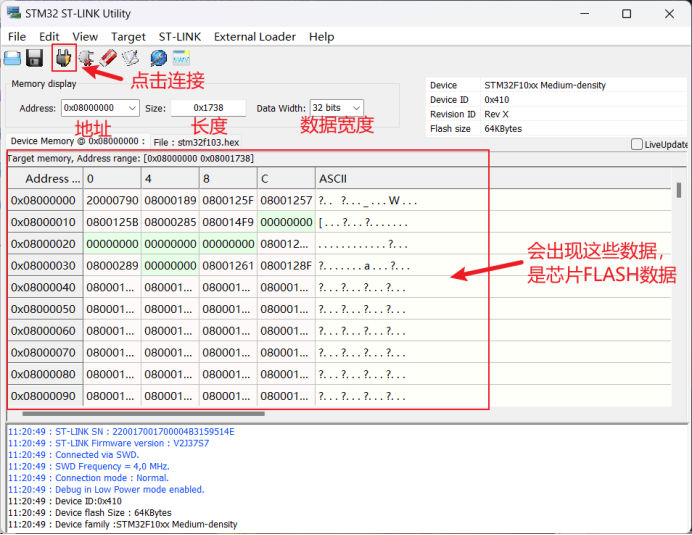 STM32 ST-LINK Utility
File Edit View Target ST-LINK External Loader Help
点击连接
Memory display
Address: 0x08000000 Size: 0x1738 Data Width: 32 bits
地址 长度 数据宽度
Device STM32F10xx Medium-density
Device ID 0x410
Revision ID Rev X
Flash size 64KBytes
LiveUpdate
Device Memory @ 0x08000000 : File : stm32f103.hex
Target memory, Address range: [0x08000000 0x08001738]
Address ... 0 4 8 C ASCII
0x08000000 20000790 08000189 0800125F 08001257 ?.. ?..._...W...
0x08000010 0800125B 08000285 080014F9 00000000 [...?...?.......
0x08000020 00000000 00000000 00000000 080012... ............?...
0x08000030 08000289 00000000 08001261 0800128F ?.......a...?...
0x08000040 080001... 080001... 080001... 080001... ?...?...?...?...
0x08000050 080001... 080001... 080001... 080001... ?...?...?...?...
0x08000060 080001... 080001... 080001... 080001... ?...?...?...?...
0x08000070 080001... 080001... 080001... 080001... ?...?...?...?...
0x08000080 080001... 080001... 080001... 080001... ?...?...?...?...
0x08000090 080001... 080001... 080001... 080001... ?...?...?...?...
会出现这些数据，
是芯片FLASH数据
11:20:49 : ST-LINK SN : 22001700170000483159514E
11:20:49 : ST-LINK Firmware version : V2J37S7
11:20:49 : Connected via SWD.
11:20:49 : SWD Frequency = 4,0 MHz.
11:20:49 : Connection mode : Normal.
11:20:49 : Debug in Low Power mode enabled.
11:20:49 : Device ID:0x410
11:20:49 : Device flash Size : 64KBytes
11:20:49 : Device family :STM32F10xx Medium-density